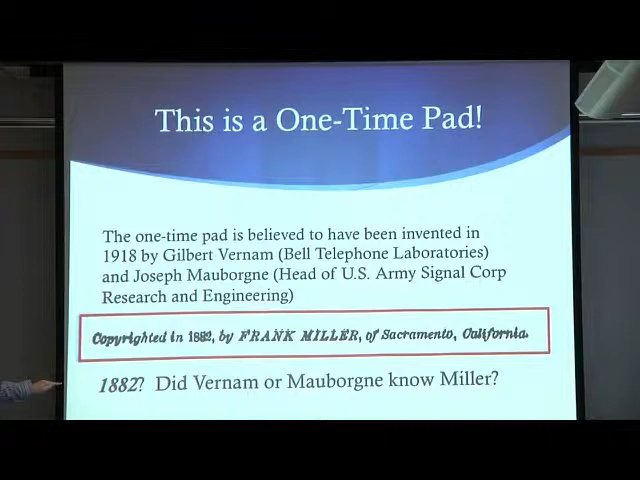 This is a One-Time Pad!
The one-time pad is believed to have been invented in
1918 by Gilbert Vernam (Bell Telephone Laboratories)
and Joseph Mauborgne (Head of U.S. Army Signal Corp
Research and Engineering)
Copyrighted in 1882, by FRANK MILLER, of Sacramento, California.
1882? Did Vernam or Mauborgne know Miller?